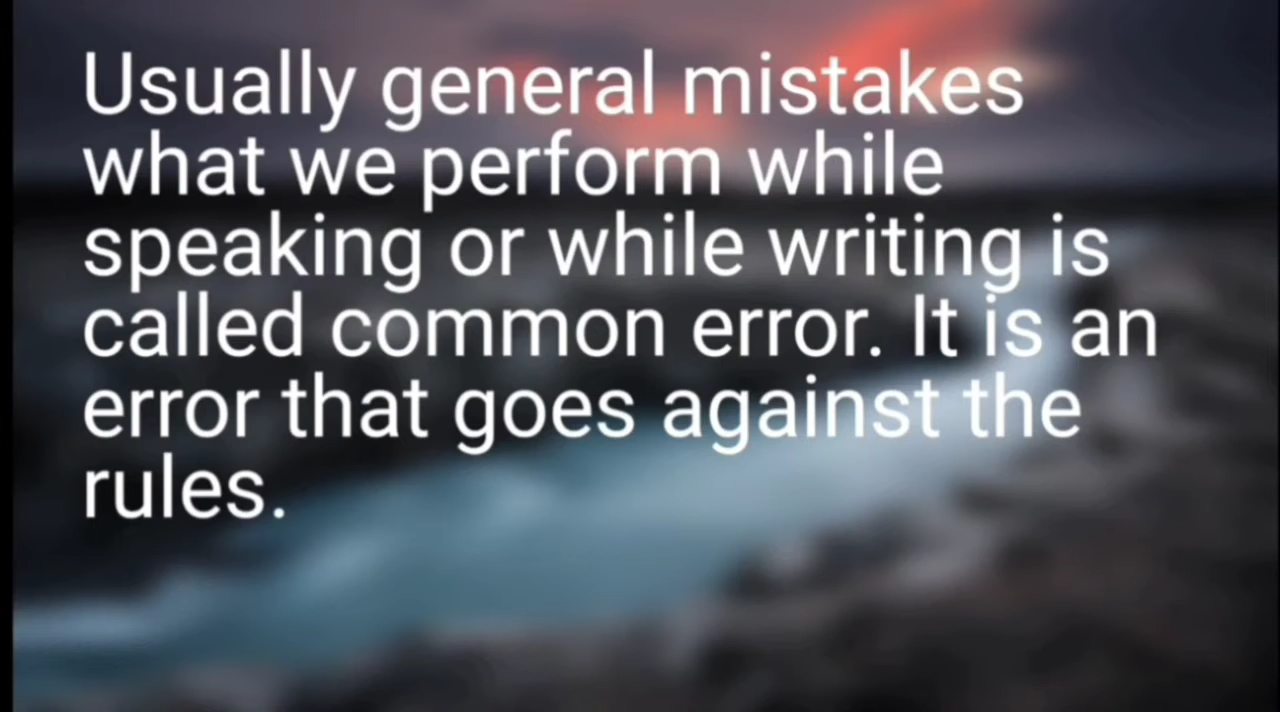 Usually general mistakes
what we perform while
speaking or while writing is
called common error. It is an
error that goes against the
rules.